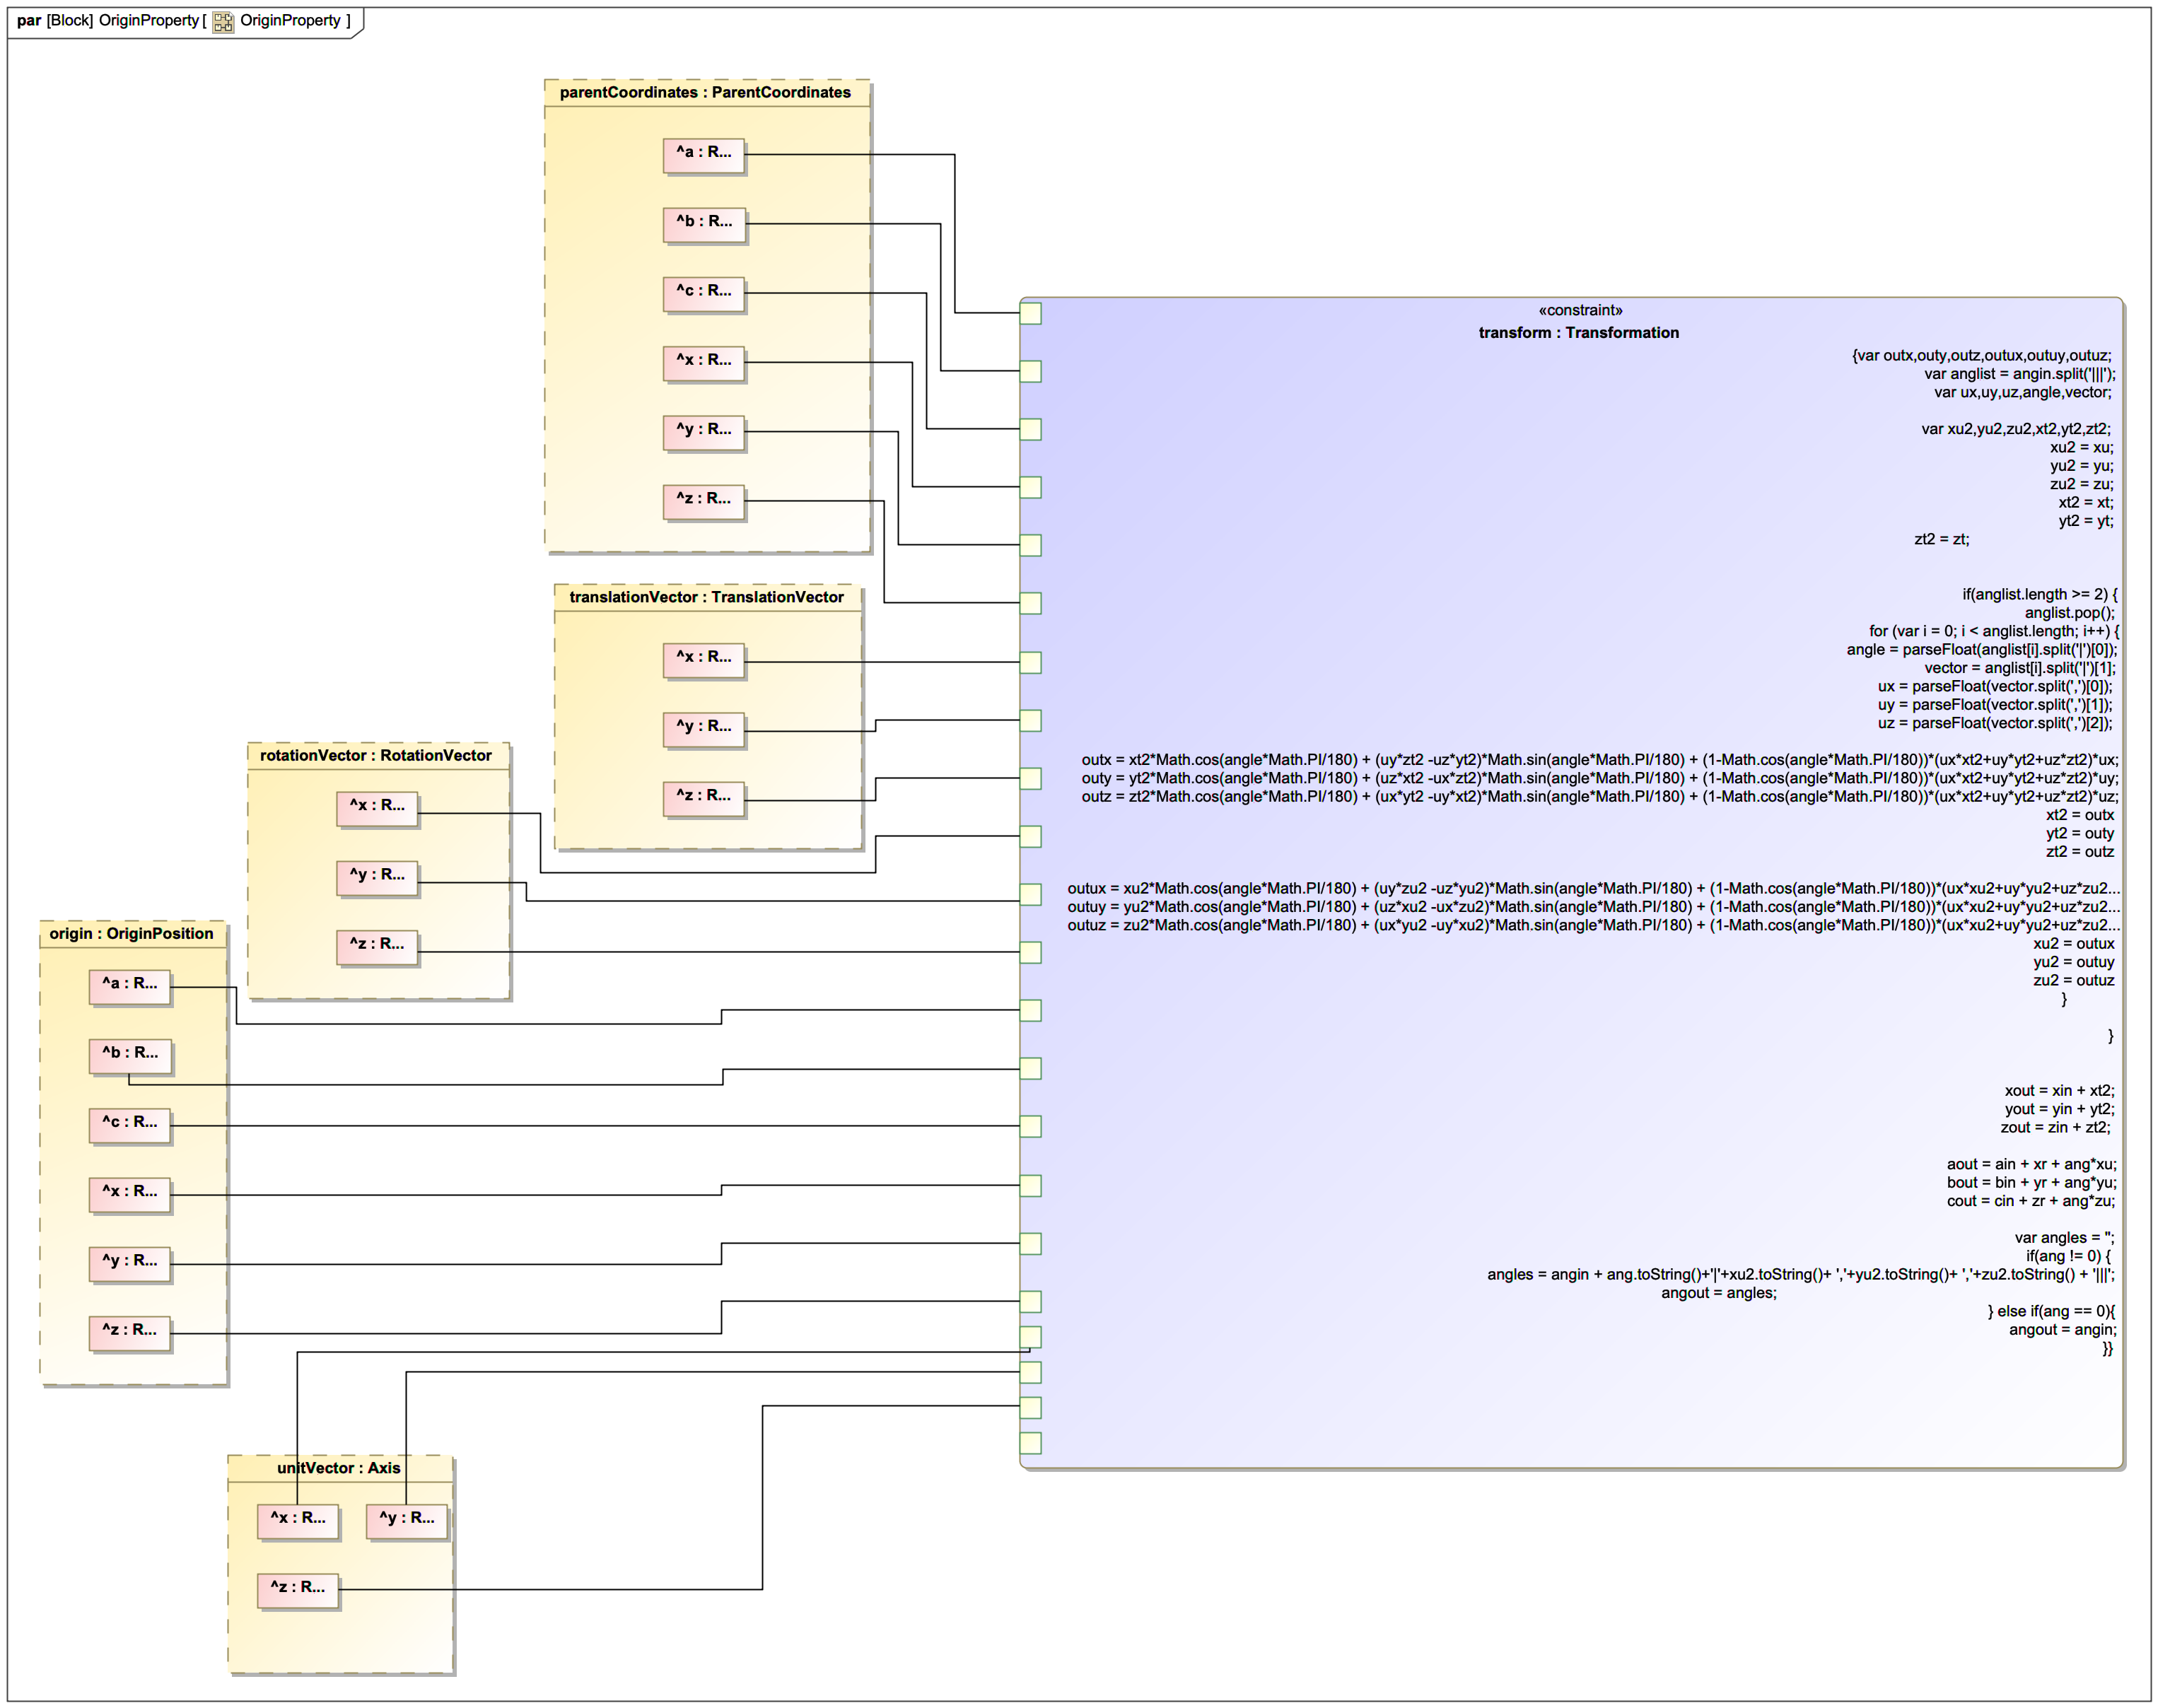 par [Block] OriginProperty [ OriginProperty ]
parentCoordinates : ParentCoordinates
^a : R...
^b : R...
^c : R...
^x : R...
^y : R...
^z : R...
translationVector : TranslationVector
^x : R...
^y : R...
^z : R...
rotationVector : RotationVector
^x : R...
^y : R...
^z : R...
origin : OriginPosition
^a : R...
^b : R...
^c : R...
^x : R...
^y : R...
^z : R...
unitVector : Axis
^x : R...
^y : R...
^z : R...
«constraint»
transform : Transformation
{var outx,outy,outz,outux,outuy,outuz;
var anglist = angin.split('|||');
var ux,uy,uz,angle,vector;
var xu2,yu2,zu2,xt2,yt2,zt2;
xu2 = xu;
yu2 = yu;
zu2 = zu;
xt2 = xt;
yt2 = yt;
zt2 = zt;
if(anglist.length >= 2) {
anglist.pop();
for (var i = 0; i < anglist.length; i++) {
angle = parseFloat(anglist[i].split('|')[0]);
vector = anglist[i].split('|')[1];
ux = parseFloat(vector.split(',')[0]);
uy = parseFloat(vector.split(',')[1]);
uz = parseFloat(vector.split(',')[2]);
outx = xt2*Math.cos(angle*Math.PI/180) + (uy*zt2 -uz*yt2)*Math.sin(angle*Math.PI/180) + (1-Math.cos(angle*Math.PI/180))*(ux*xt2+uy*yt2+uz*zt2)*ux;
outy = yt2*Math.cos(angle*Math.PI/180) + (uz*xt2 -ux*zt2)*Math.sin(angle*Math.PI/180) + (1-Math.cos(angle*Math.PI/180))*(ux*xt2+uy*yt2+uz*zt2)*uy;
outz = zt2*Math.cos(angle*Math.PI/180) + (ux*yt2 -uy*xt2)*Math.sin(angle*Math.PI/180) + (1-Math.cos(angle*Math.PI/180))*(ux*xt2+uy*yt2+uz*zt2)*uz;
xt2 = outx
yt2 = outy
zt2 = outz
outux = xu2*Math.cos(angle*Math.PI/180) + (uy*zu2 -uz*yu2)*Math.sin(angle*Math.PI/180) + (1-Math.cos(angle*Math.PI/180))*(ux*xu2+uy*yu2+uz*zu2...
outuy = yu2*Math.cos(angle*Math.PI/180) + (uz*xu2 -ux*zu2)*Math.sin(angle*Math.PI/180) + (1-Math.cos(angle*Math.PI/180))*(ux*xu2+uy*yu2+uz*zu2...
outuz = zu2*Math.cos(angle*Math.PI/180) + (ux*yu2 -uy*xu2)*Math.sin(angle*Math.PI/180) + (1-Math.cos(angle*Math.PI/180))*(ux*xu2+uy*yu2+uz*zu2...
xu2 = outux
yu2 = outuy
zu2 = outuz
}
}
xout = xin + xt2;
yout = yin + yt2;
zout = zin + zt2;
aout = ain + xr + ang*xu;
bout = bin + yr + ang*yu;
cout = cin + zr + ang*zu;
var angles = '';
if(ang != 0) {
angles = angin + ang.toString()+'|'+xu2.toString()+ ','+yu2.toString()+ ','+zu2.toString() + '|||';
angout = angles;
} else if(ang == 0){
angout = angin;
}}